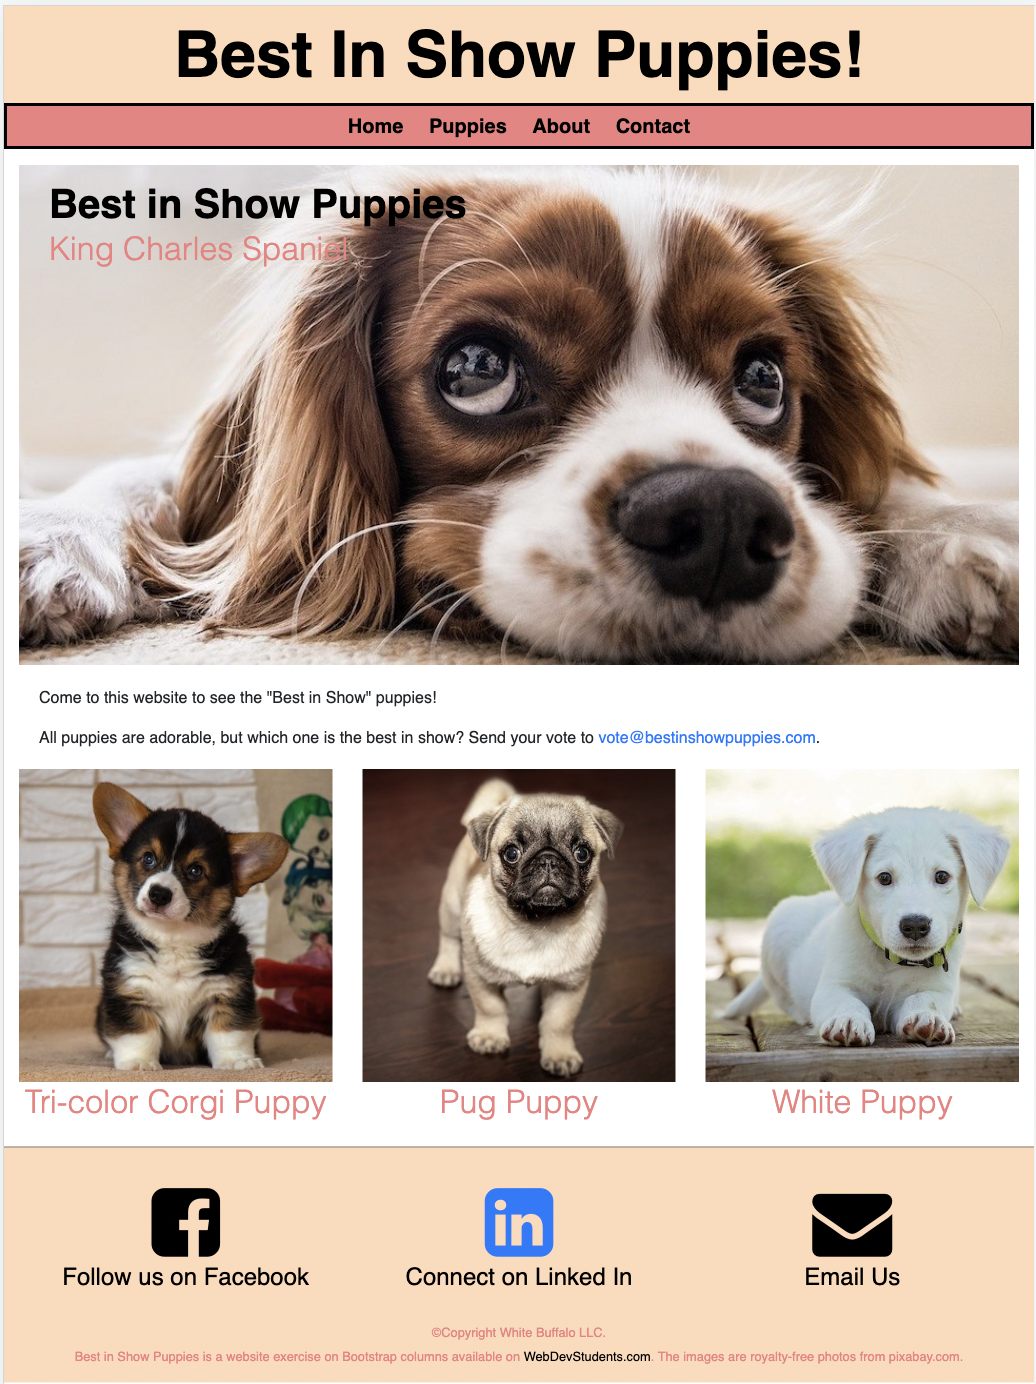 Best In Show Puppies!
Home Puppies About Contact
Best in Show Puppies
King Charles Spaniel
Come to this website to see the "Best in Show" puppies!
All puppies are adorable, but which one is the best in show? Send your vote to vote@bestinshowpuppies.com.
Tri-color Corgi Puppy
Pug Puppy
White Puppy
Follow us on Facebook
in
Connect on Linked In
Email Us
©Copyright White Buffalo LLC.
Best in Show Puppies is a website exercise on Bootstrap columns available on WebDevStudents.com. The images are royalty-free photos from pixabay.com.